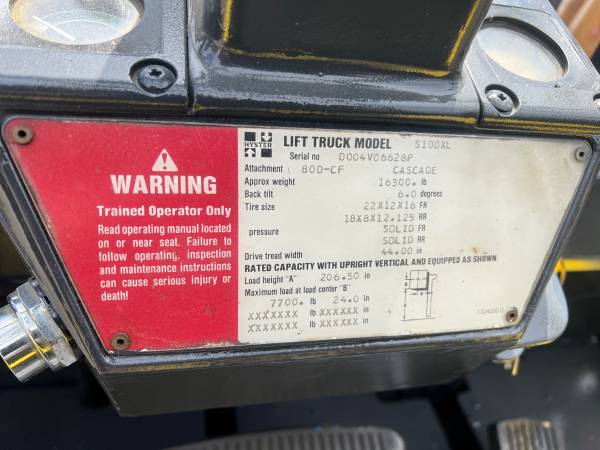 WARNING
Trained Operator Only
Read operating manual located
on or near seat. Failure to
follow operating, inspection
and maintenance instructions
can cause serious injury or
death!
HYSTER
LIFT TRUCK MODEL S100XL
Serial no D004V06628P
Attachment 80D-CF CASCADE
Approx weight 16300. lb
Back tilt 6.0 degrees
Tire size 22X12X16 FR
18X8X12.125 RR
pressure SOLID FR
SOLID RR
Drive tread width 44.00 in
RATED CAPACITY WITH UPRIGHT VERTICAL AND EQUIPPED AS SHOWN
Load height "A" 206.50 in
Maximum load at load center "B"
7700. lb 24.0 in
XXXXXXX lb XXXXXX in
XXXXXXX lb XXXXXX in